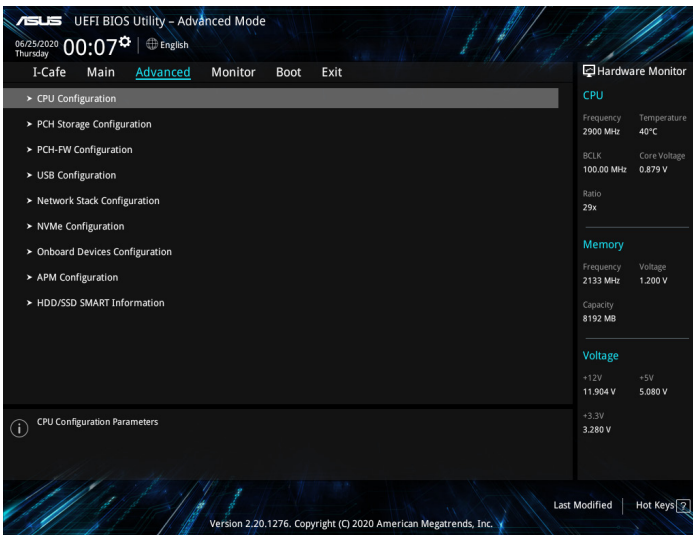 ASUS UEFI BIOS Utility – Advanced Mode
06/25/2020
Thursday
00:07
English
I-Cafe Main Advanced Monitor Boot Exit
CPU Configuration
PCH Storage Configuration
PCH-FW Configuration
USB Configuration
Network Stack Configuration
NVMe Configuration
Onboard Devices Configuration
APM Configuration
HDD/SSD SMART Information
CPU Configuration Parameters
Hardware Monitor
CPU
Frequency Temperature
2900 MHz 40°C
BCLK Core Voltage
100.00 MHz 0.879 V
Ratio
29x
Memory
Frequency Voltage
2133 MHz 1.200 V
Capacity
8192 MB
Voltage
+12V +5V
11.904 V 5.080 V
+3.3V
3.280 V
Last Modified Hot Keys ?
Version 2.20.1276. Copyright (C) 2020 American Megatrends, Inc.